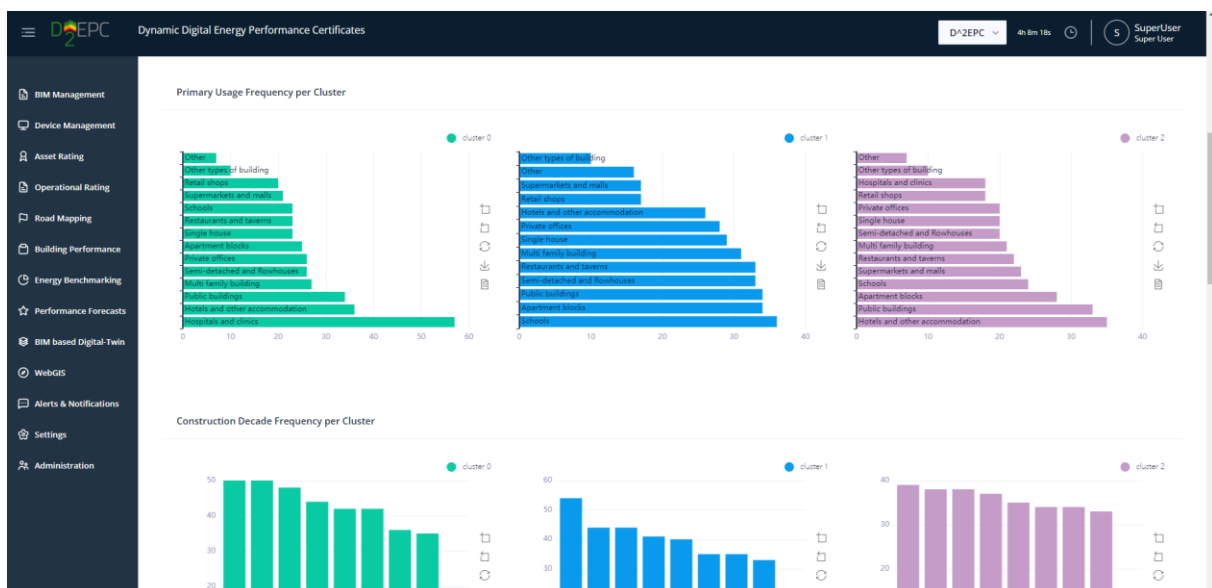 D2EPC
Dynamic Digital Energy Performance Certificates
D^2EPC
4h 8m 18s
S
SuperUser
Super User
BIM Management
Device Management
Asset Rating
Operational Rating
Road Mapping
Building Performance
Energy Benchmarking
Performance Forecasts
BIM based Digital-Twin
WebGIS
Alerts & Notifications
Settings
Administration
Primary Usage Frequency per Cluster
cluster 0
Other
Other types of building
Retail shops
Supermarkets and malls
Schools
Restaurants and taverns
Single house
Apartment blocks
Private offices
Semi-detached and Rowhouses
Multi family building
Public buildings
Hotels and other accommodation
Hospitals and clinics
0 10 20 30 40 50 60
cluster 1
Other types of building
Other
Supermarkets and malls
Retail shops
Hotels and other accommodation
Private offices
Single house
Multi family building
Restaurants and taverns
Semi-detached and Rowhouses
Public buildings
Apartment blocks
Schools
0 10 20 30 40
cluster 2
Other
Other types of building
Hospitals and clinics
Retail shops
Private offices
Single house
Semi-detached and Rowhouses
Multi family building
Restaurants and taverns
Supermarkets and malls
Schools
Apartment blocks
Public buildings
Hotels and other accommodation
0 10 20 30 40
Construction Decade Frequency per Cluster
cluster 0
50
40
30
20
cluster 1
60
50
40
30
cluster 2
40
30
20